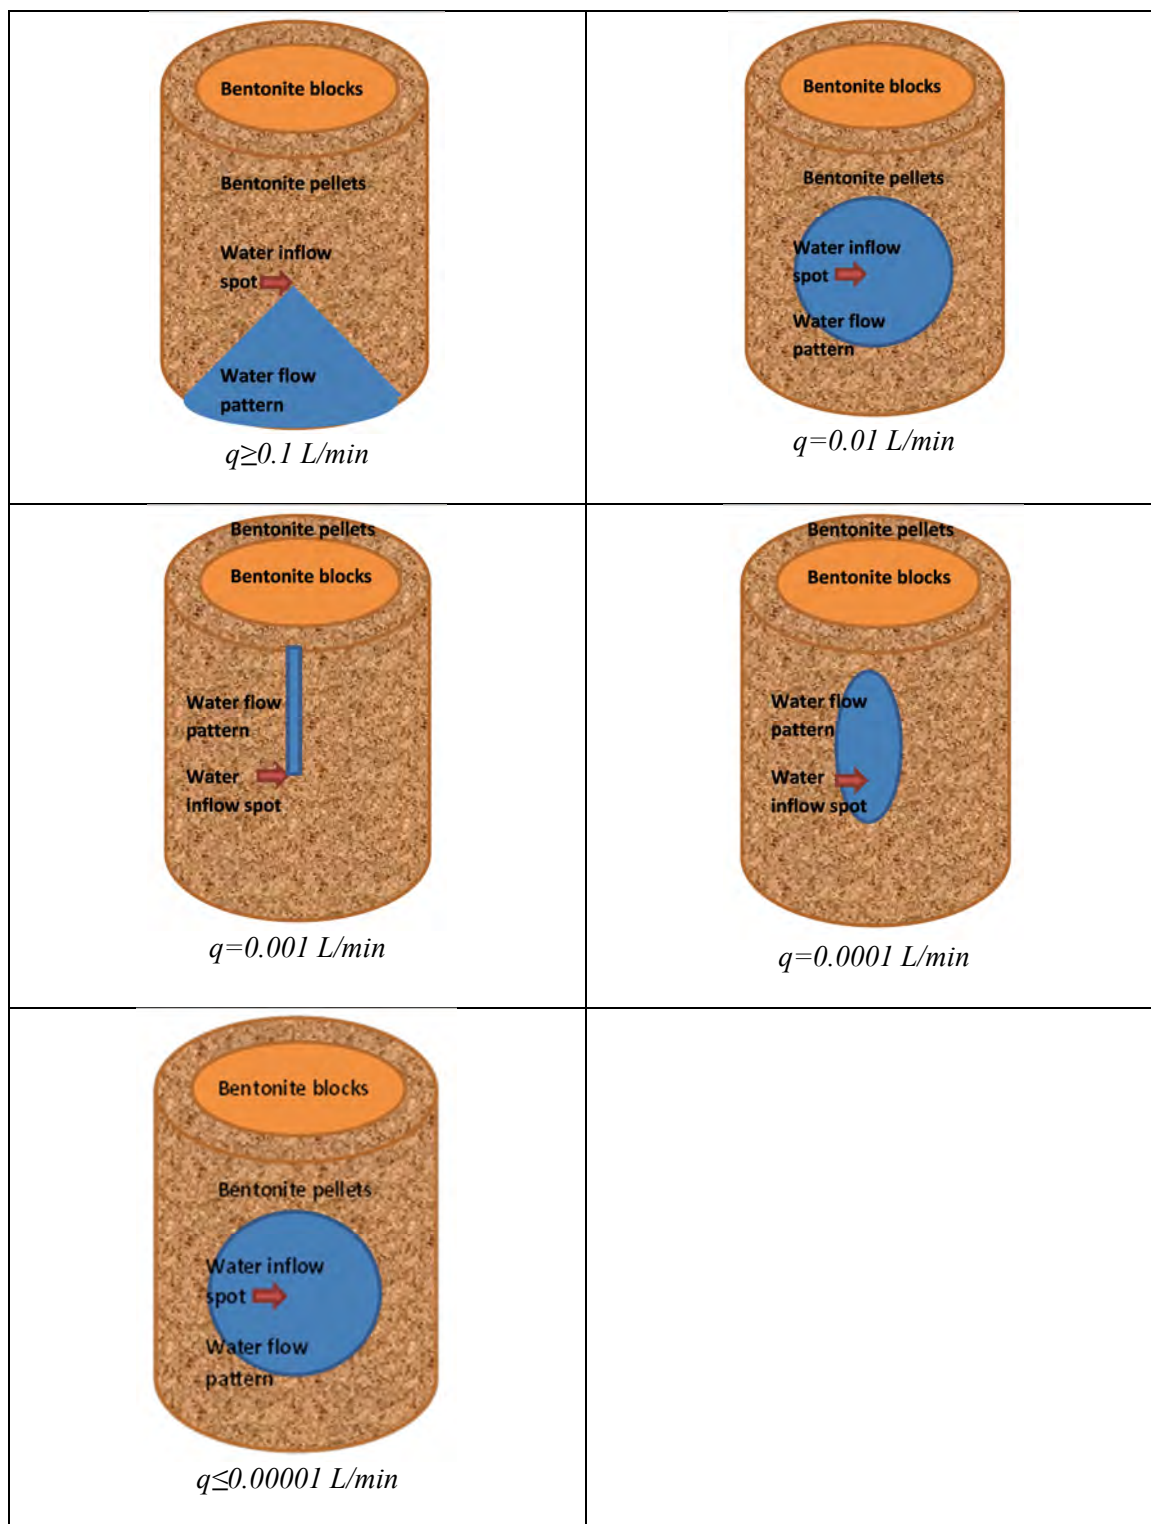 Bentonite blocks
Bentonite pellets
Water inflow
spot
Water flow
pattern
q≥0.1 L/min
Bentonite blocks
Bentonite pellets
Water inflow
spot
Water flow
pattern
q=0.01 L/min
Bentonite pellets
Bentonite blocks
Water flow
pattern
Water
inflow spot
q=0.001 L/min
Bentonite pellets
Bentonite blocks
Water flow
pattern
Water
inflow spot
q=0.0001 L/min
Bentonite blocks
Bentonite pellets
Water inflow
spot
Water flow
pattern
q≤0.00001 L/min